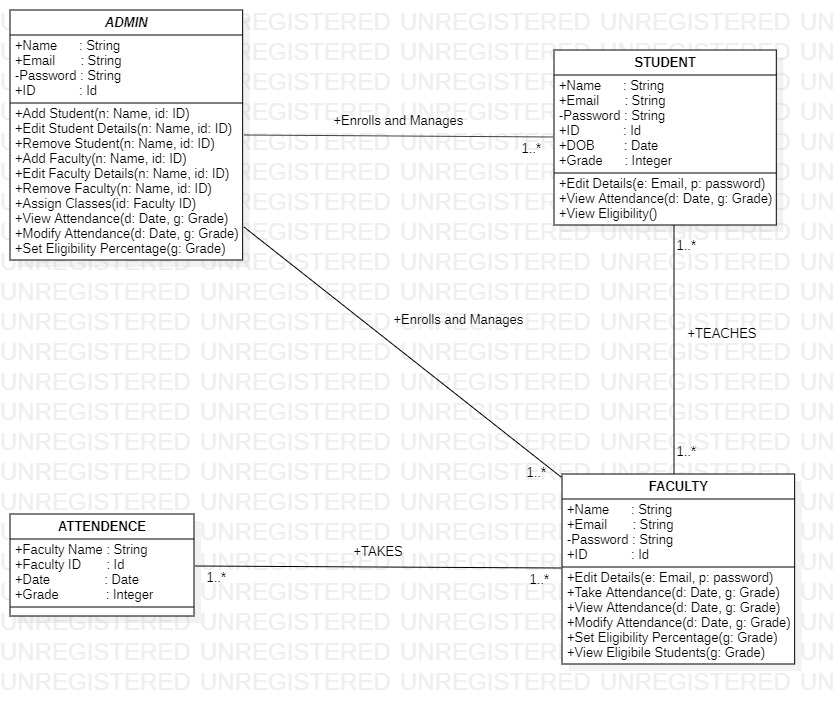 ADMIN
+Name : String
+Email : String
-Password : String
+ID : Id
+Add Student(n: Name, id: ID)
+Edit Student Details(n: Name, id: ID)
+Remove Student(n: Name, id: ID)
+Add Faculty(n: Name, id: ID)
+Edit Faculty Details(n: Name, id: ID)
+Remove Faculty(n: Name, id: ID)
+Assign Classes(id: Faculty ID)
+View Attendance(d: Date, g: Grade)
+Modify Attendance(d: Date, g: Grade)
+Set Eligibility Percentage(g: Grade)
+Enrolls and Manages
1..*
STUDENT
+Name : String
+Email : String
-Password : String
+ID : Id
+DOB : Date
+Grade : Integer
+Edit Details(e: Email, p: password)
+View Attendance(d: Date, g: Grade)
+View Eligibility()
1..*
+Enrolls and Manages
+TEACHES
1..*
1..*
FACULTY
+Name : String
+Email : String
-Password : String
+ID : Id
+Edit Details(e: Email, p: password)
+Take Attendance(d: Date, g: Grade)
+View Attendance(d: Date, g: Grade)
+Modify Attendance(d: Date, g: Grade)
+Set Eligibility Percentage(g: Grade)
+View Eligibile Students(g: Grade)
ATTENDENCE
+Faculty Name : String
+Faculty ID : Id
+Date : Date
+Grade : Integer
+TAKES
1..*
1..*
UNREGISTERED